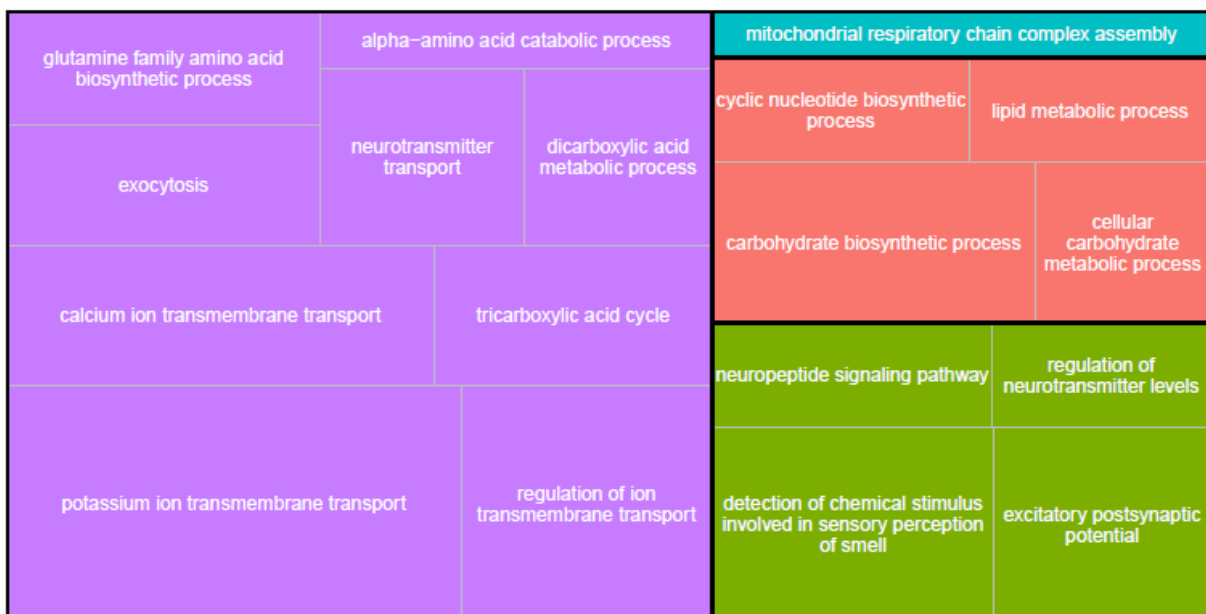 glutamine family amino acid
biosynthetic process
alpha−amino acid catabolic process
exocytosis
neurotransmitter
transport
dicarboxylic acid
metabolic process
calcium ion transmembrane transport
tricarboxylic acid cycle
potassium ion transmembrane transport
regulation of ion
transmembrane transport
mitochondrial respiratory chain complex assembly
cyclic nucleotide biosynthetic
process
lipid metabolic process
carbohydrate biosynthetic process
cellular
carbohydrate
metabolic process
neuropeptide signaling pathway
regulation of
neurotransmitter levels
detection of chemical stimulus
involved in sensory perception
of smell
excitatory postsynaptic
potential